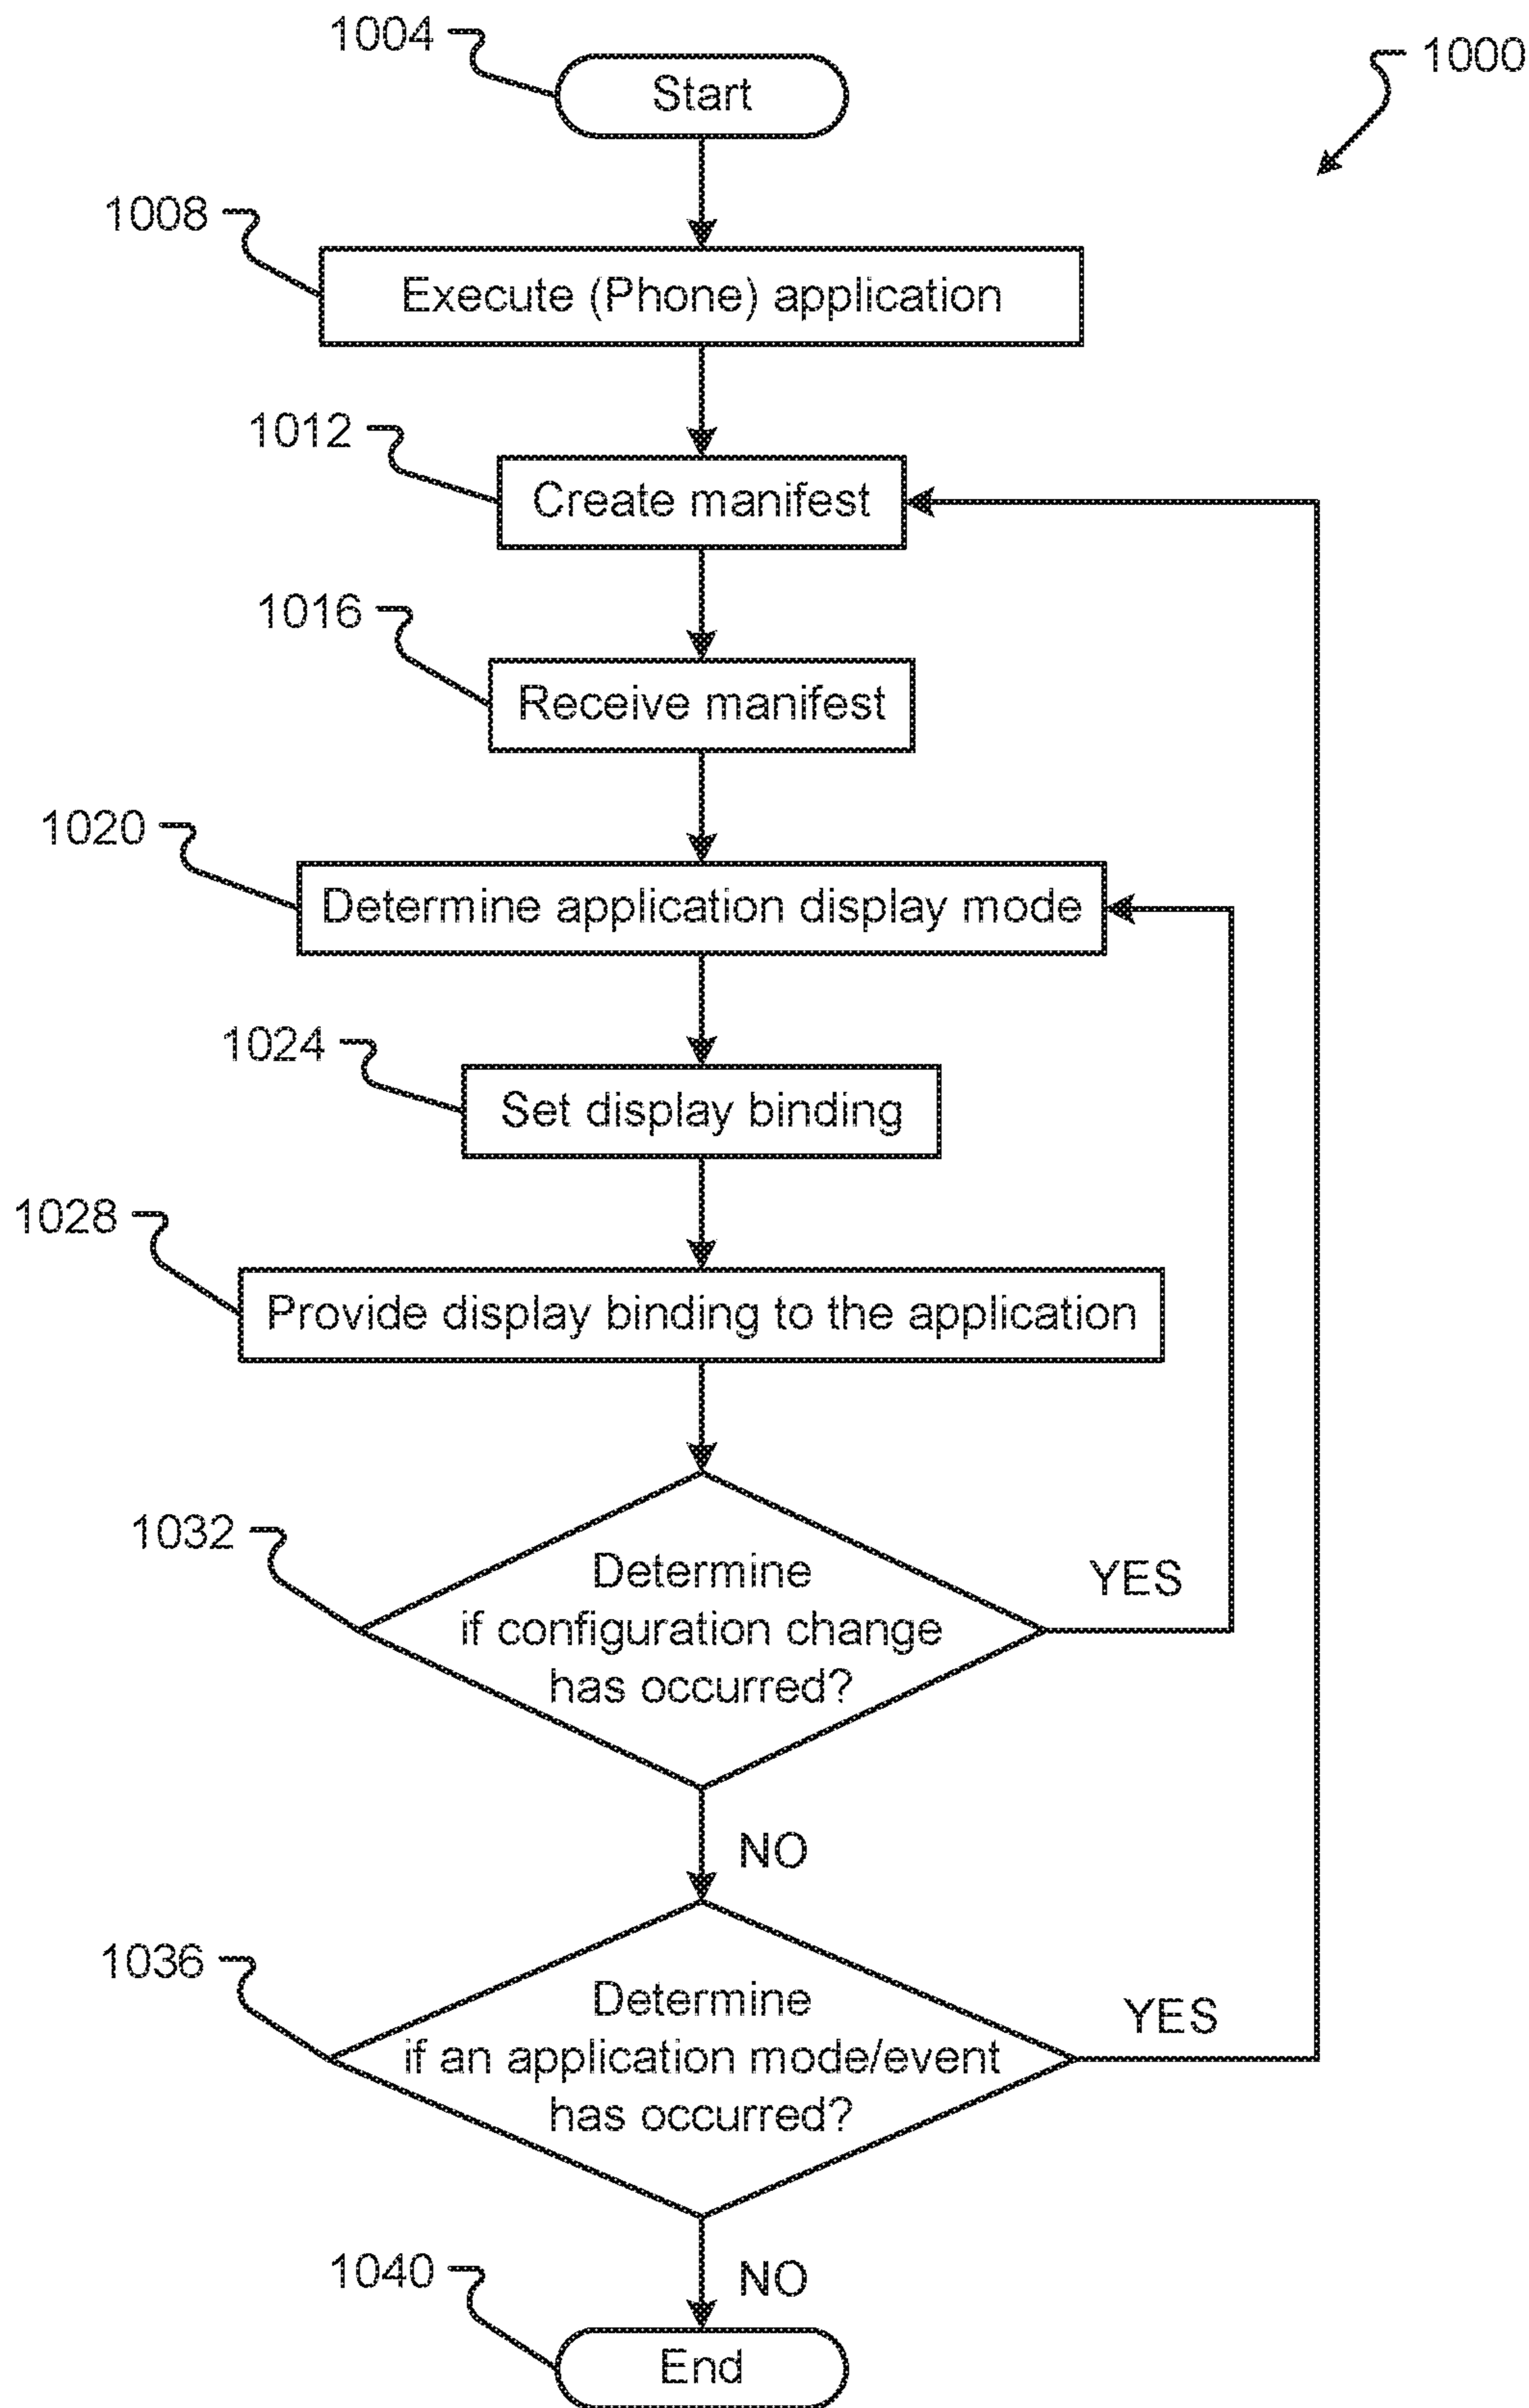 1004
Start
1000
1008
Execute (Phone) application
1012
Create manifest
1016
Receive manifest
1020
Determine application display mode
1024
Set display binding
1028
Provide display binding to the application
1032
Determine
if configuration change
has occurred?
YES
NO
1036
Determine
if an application mode/event
has occurred?
YES
NO
1040
End